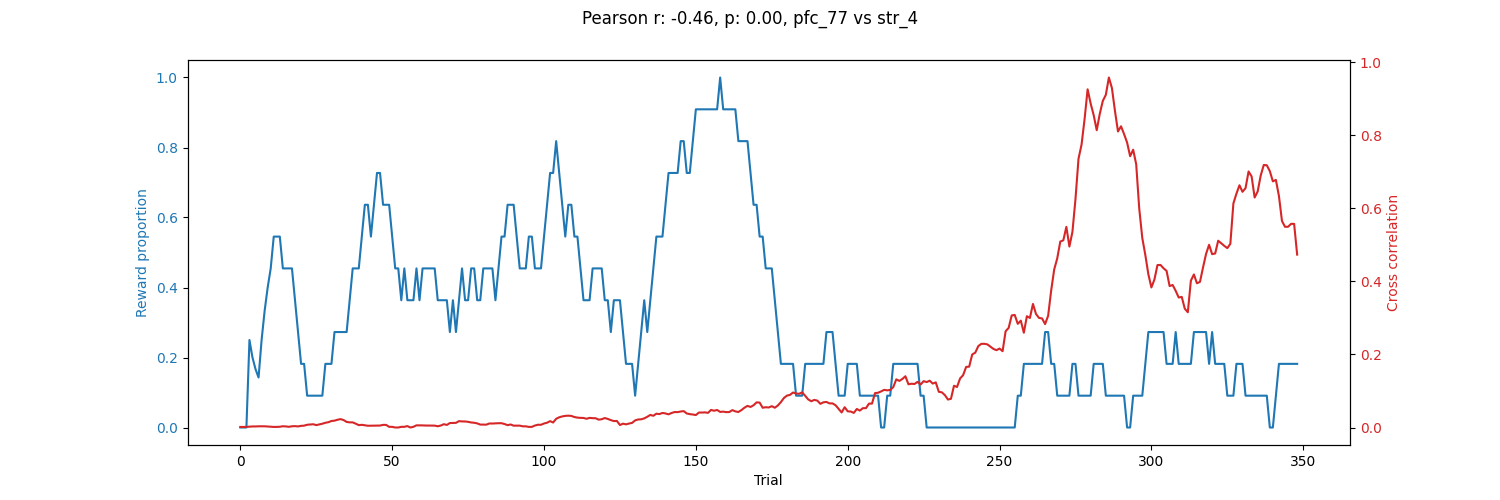 Pearson r: -0.46, p: 0.00, pfc_77 vs str_4
1.0
0.8
0.6
0.4
0.2
0.0
Reward proportion
1.0
0.8
0.6
0.4
0.2
0.0
Cross correlation
0 50 100 150 200 250 300 350
Trial